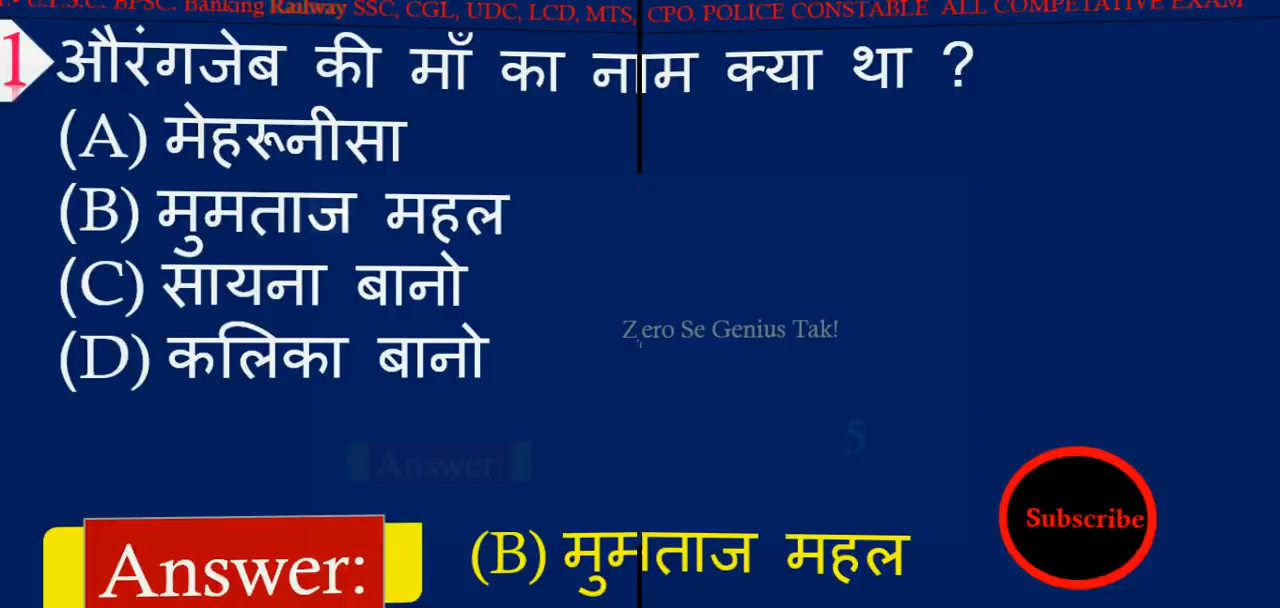 U.P.S.C. BPSC. Banking Railway SSC, CGL, UDC, LCD, MTS, CPO. POLICE CONSTABLE ALL COMPETATIVE EXAM
1 औरंगजेब की माँ का नाम क्या था ?
(A) मेहरूनीसा
(B) मुमताज महल
(C) सायना बानो
(D) कलिका बानो
Zero Se Genius Tak!
5
Answer:
Subscribe
Answer: (B) मुमताज महल